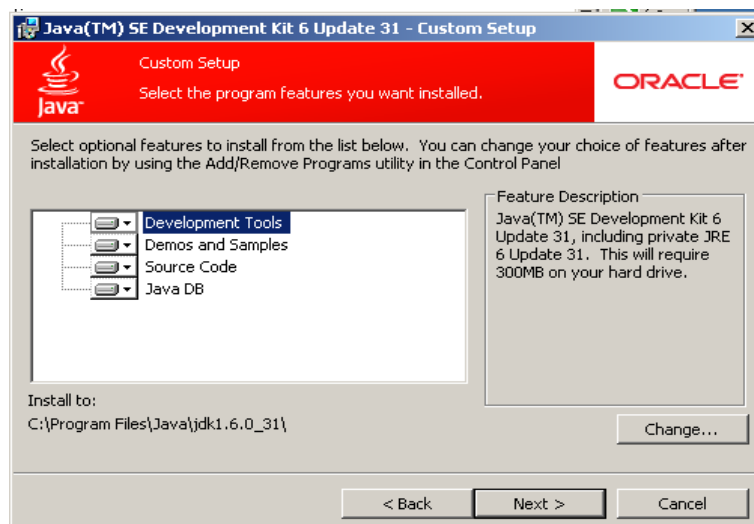 Java(TM) SE Development Kit 6 Update 31 - Custom Setup
Java
Custom Setup
Select the program features you want installed.
ORACLE
Select optional features to install from the list below. You can change your choice of features after
installation by using the Add/Remove Programs utility in the Control Panel
Development Tools
Demos and Samples
Source Code
Java DB
Feature Description
Java(TM) SE Development Kit 6
Update 31, including private JRE
6 Update 31. This will require
300MB on your hard drive.
Install to:
C:\Program Files\Java\jdk1.6.0_31\
Change...
< Back
Next >
Cancel